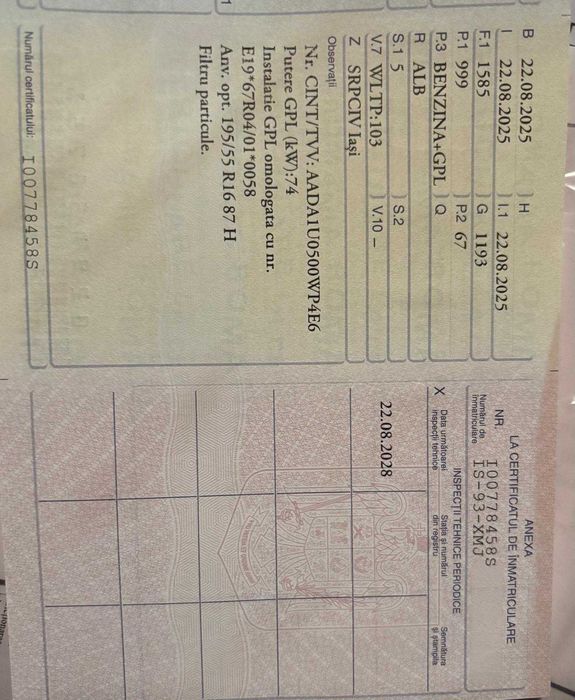 B 22.08.2025 H
I 22.08.2025 I.1 22.08.2025
F.1 1585 G 1193
P.1 999 P.2 67
P.3 BENZINA+GPL Q
R ALB
S.1 5 S.2
V.7 WLTP:103 V.10 –
Z SRPCIV Iaşi
Observaţii
Nr. CINT/TVV: AADA1U0500WP4E6
Putere GPL (kW):74
Instalatie GPL omologata cu nr.
E19*67R04/01*0058
Anv. opt. 195/55 R16 87 H
Filtru particule.
Numărul certificatului: I00778458S
ANEXA
LA CERTIFICATUL DE ÎNMATRICULARE
NR. I00778458S
Numărul de înmatriculare IS-93-XMJ
INSPECŢII TEHNICE PERIODICE
X Data următoarei inspecţii tehnice
Staţia şi numărul din registru
Semnătura şi ştampila
22.08.2028